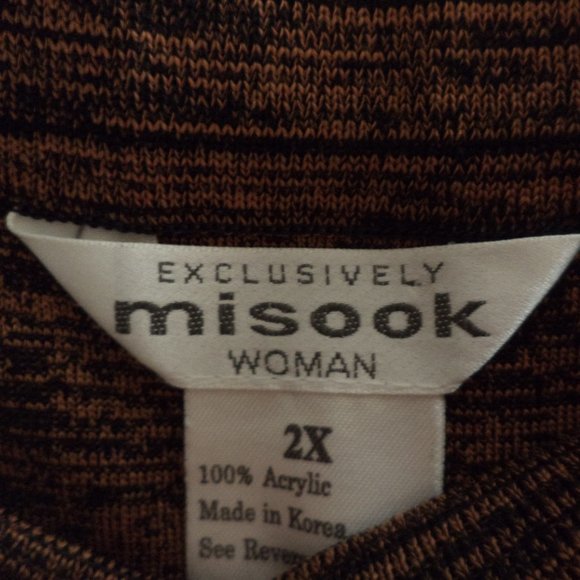 EXCLUSIVELY
misook
WOMAN
2X
100% Acrylic
Made in Korea
See